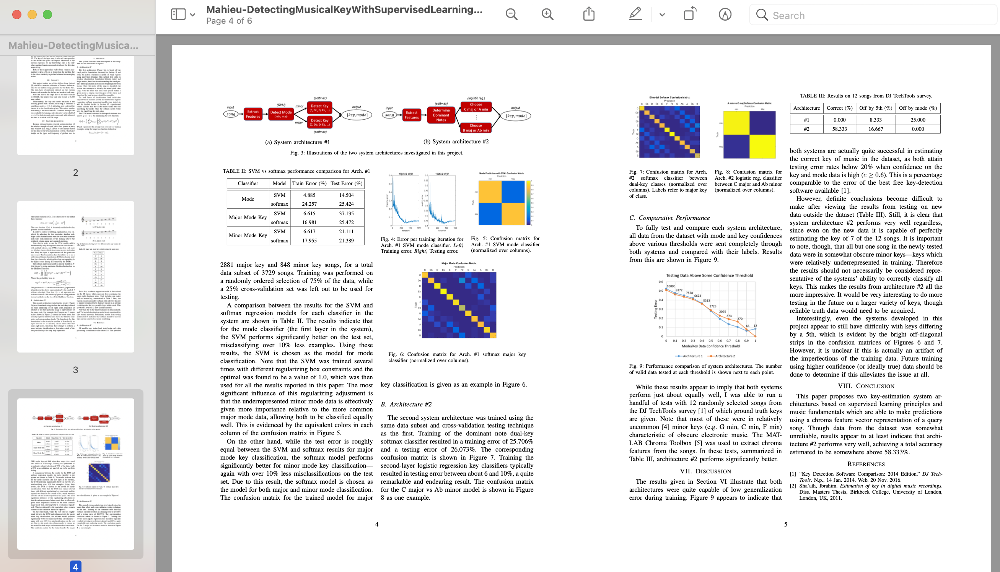 Mahieu-DetectingMusicalKeyWithSupervisedLearning...
Page 4 of 6
Search
Mahieu-DetectingMusica...
2
3
4
input
song
Extract
Features
(SVM)
Detect Mode
(min, maj)
minor
major
(softmax)
Detect Key
(C, Db, D, Eb, ...)
Detect Key
(C, Db, D, Eb, ...)
(softmax)
output
[key, mode]
(a) System architecture #1
input
song
Extract
Features
(softmax)
Determine
Dominant
Notes
(logistic reg.)
Choose
C maj or A min
Choose
B maj or Ab min
output
[key, mode]
(b) System architecture #2
Fig. 3: Illustrations of the two system architectures investigated in this project.
TABLE II: SVM vs softmax performance comparison for Arch. #1
Classifier Model Train Error (%) Test Error (%)
Mode SVM 4.885 14.504
softmax 24.257 25.424
Major Mode Key SVM 6.615 37.135
softmax 16.981 25.472
Minor Mode Key SVM 6.617 21.111
softmax 17.955 21.389
2881 major key and 848 minor key songs, for a total
data subset of 3729 songs. Training was performed on
a randomly ordered selection of 75% of the data, while
a 25% cross-validation set was left out to be used for
testing.
A comparison between the results for the SVM and
softmax regression models for each classifier in the
system are shown in Table II. The results indicate that
for the mode classifier (the first layer in the system),
the SVM performs significantly better on the test set,
misclassifying over 10% less examples. Using these
results, the SVM is chosen as the model for mode
classification. Note that the SVM was trained several
times with different regularizing box constraints and the
optimal was found to be a value of 1.0, which was then
used for all the results reported in this paper. The most
significant influence of this regularizing adjustment is
that the underrepresented minor mode data is effectively
given more importance relative to the more common
major mode data, allowing both to be classified equally
well. This is evidenced by the equivalent colors in each
column of the confusion matrix in Figure 5.
On the other hand, while the test error is roughly
equal between the SVM and softmax results for major
mode key classification, the softmax model performs
significantly better for minor mode key classification—
again with over 10% less misclassifications on the test
set. Due to this result, the softmax model is chosen as
the model for both major and minor mode classification.
The confusion matrix for the trained model for major
Training Error
Testing Error
Iteration
Iteration
Fig. 4: Error per training iteration for
Arch. #1 SVM mode classifier. Left)
Training error. Right) Testing error.
Mode Prediction with SVM: Confusion Matrix
Prediction
Fig. 5: Confusion matrix for
Arch. #1 SVM mode classifier
(normalized over columns).
Major Mode Confusion Matrix
Prediction
C Db D Eb E F F# G Ab A Bb B
Truth
Fig. 6: Confusion matrix for Arch. #1 softmax major key
classifier (normalized over columns).
key classification is given as an example in Figure 6.
B. Architecture #2
The second system architecture was trained using the
same data subset and cross-validation testing technique
as the first. Training of the dominant note dual-key
softmax classifier resulted in a training error of 25.706%
and a testing error of 26.073%. The corresponding
confusion matrix is shown in Figure 7. Training the
second-layer logistic regression key classifiers typically
resulted in testing error between about 6 and 10%, a quite
remarkable and endearing result. The confusion matrix
for the C major vs Ab minor model is shown in Figure
8 as one example.
4
Bimodal Softmax Confusion Matrix
Prediction
C Db D Eb E F F# G Ab A Bb B
Fig. 7: Confusion matrix for Arch.
#2 softmax classifier between
dual-key classes (normalized over
columns). Labels refer to major key
of class.
A min vs C maj Softmax Confusion Matrix
Prediction
Fig. 8: Confusion matrix for
Arch. #2 logistic reg. classifier
between C major and Ab minor
(normalized over columns).
C. Comparative Performance
To fully test and compare each system architecture,
all data from the dataset with mode and key confidences
above various thresholds were sent completely through
both systems and compared with their labels. Results
from this are shown in Figure 9.
Testing Data Above Some Confidence Threshold
Testing Error
0.6
0.5
0.4
0.3
0.2
0.1
0
10000
8372
7578
6623
5313
3729
2095
873
270
66
12
0 0.1 0.2 0.3 0.4 0.5 0.6 0.7 0.8 0.9 1
Mode/Key Data Confidence Threshold
Architecture 1 Architecture 2
Fig. 9: Performance comparison of system architectures. The number
of valid data tested at each threshold is shown next to each point.
While these results appear to imply that both systems
perform just about equally well, I was able to run a
handful of tests with 12 randomly selected songs from
the DJ TechTools survey [1] of which ground truth keys
are given. Note that most of these were in relatively
uncommon [4] minor keys (e.g. G min, C min, F min)
characteristic of obscure electronic music. The MAT-
LAB Chroma Toolbox [5] was used to extract chroma
features from the songs. In these tests, summarized in
Table III, architecture #2 performs significantly better.
VII. DISCUSSION
The results given in Section VI illustrate that both
architectures were quite capable of low generalization
error during training. Figure 9 appears to indicate that
TABLE III: Results on 12 songs from DJ TechTools survey.
Architecture Correct (%) Off by 5th (%) Off by mode (%)
#1 0.000 8.333 25.000
#2 58.333 16.667 0.000
both systems are actually quite successful in estimating
the correct key of music in the dataset, as both attain
testing error rates below 20% when confidence on the
key and mode data is high (c ≥ 0.6). This is a percentage
comparable to the error of the best free key-detection
software available [1].
However, definite conclusions become difficult to
make after viewing the results from testing on new
data outside the dataset (Table III). Still, it is clear that
system architecture #2 performs very well regardless,
since even on the new data it is capable of perfectly
estimating the key of 7 of the 12 songs. It is important
to note, though, that all but one song in the newly tested
data were in somewhat obscure minor keys—keys which
were relatively underrepresented in training. Therefore
the results should not necessarily be considered repre-
sentative of the systems' ability to correctly classify all
keys. This makes the results from architecture #2 all the
more impressive. It would be very interesting to do more
testing in the future on a larger variety of keys, though
reliable truth data would need to be acquired.
Interestingly, even the systems developed in this
project appear to still have difficulty with keys differing
by a 5th, which is evident by the bright off-diagonal
strips in the confusion matrices of Figures 6 and 7.
However, it is unclear if this is actually an artifact of
the imperfections of the training data. Future training
using higher confidence (or ideally true) data should be
done to determine if this alleviates the issue at all.
VIII. CONCLUSION
This paper proposes two key-estimation system ar-
chitectures based on supervised learning principles and
music fundamentals which are able to make predictions
using a chroma feature vector representation of a query
song. Though data from the dataset was somewhat
unreliable, results appear to at least indicate that archi-
tecture #2 performs very well, achieving a total accuracy
estimated to be somewhere above 58.333%.
REFERENCES
[1] “Key Detection Software Comparison: 2014 Edition.” DJ Tech-
Tools. N.p., 14 Jan. 2014. Web. 20 Nov. 2016.
[2] Sha'ath, Ibrahim. Estimation of key in digital music recordings.
Diss. Masters Thesis, Birkbeck College, University of London,
London, UK, 2011.
5